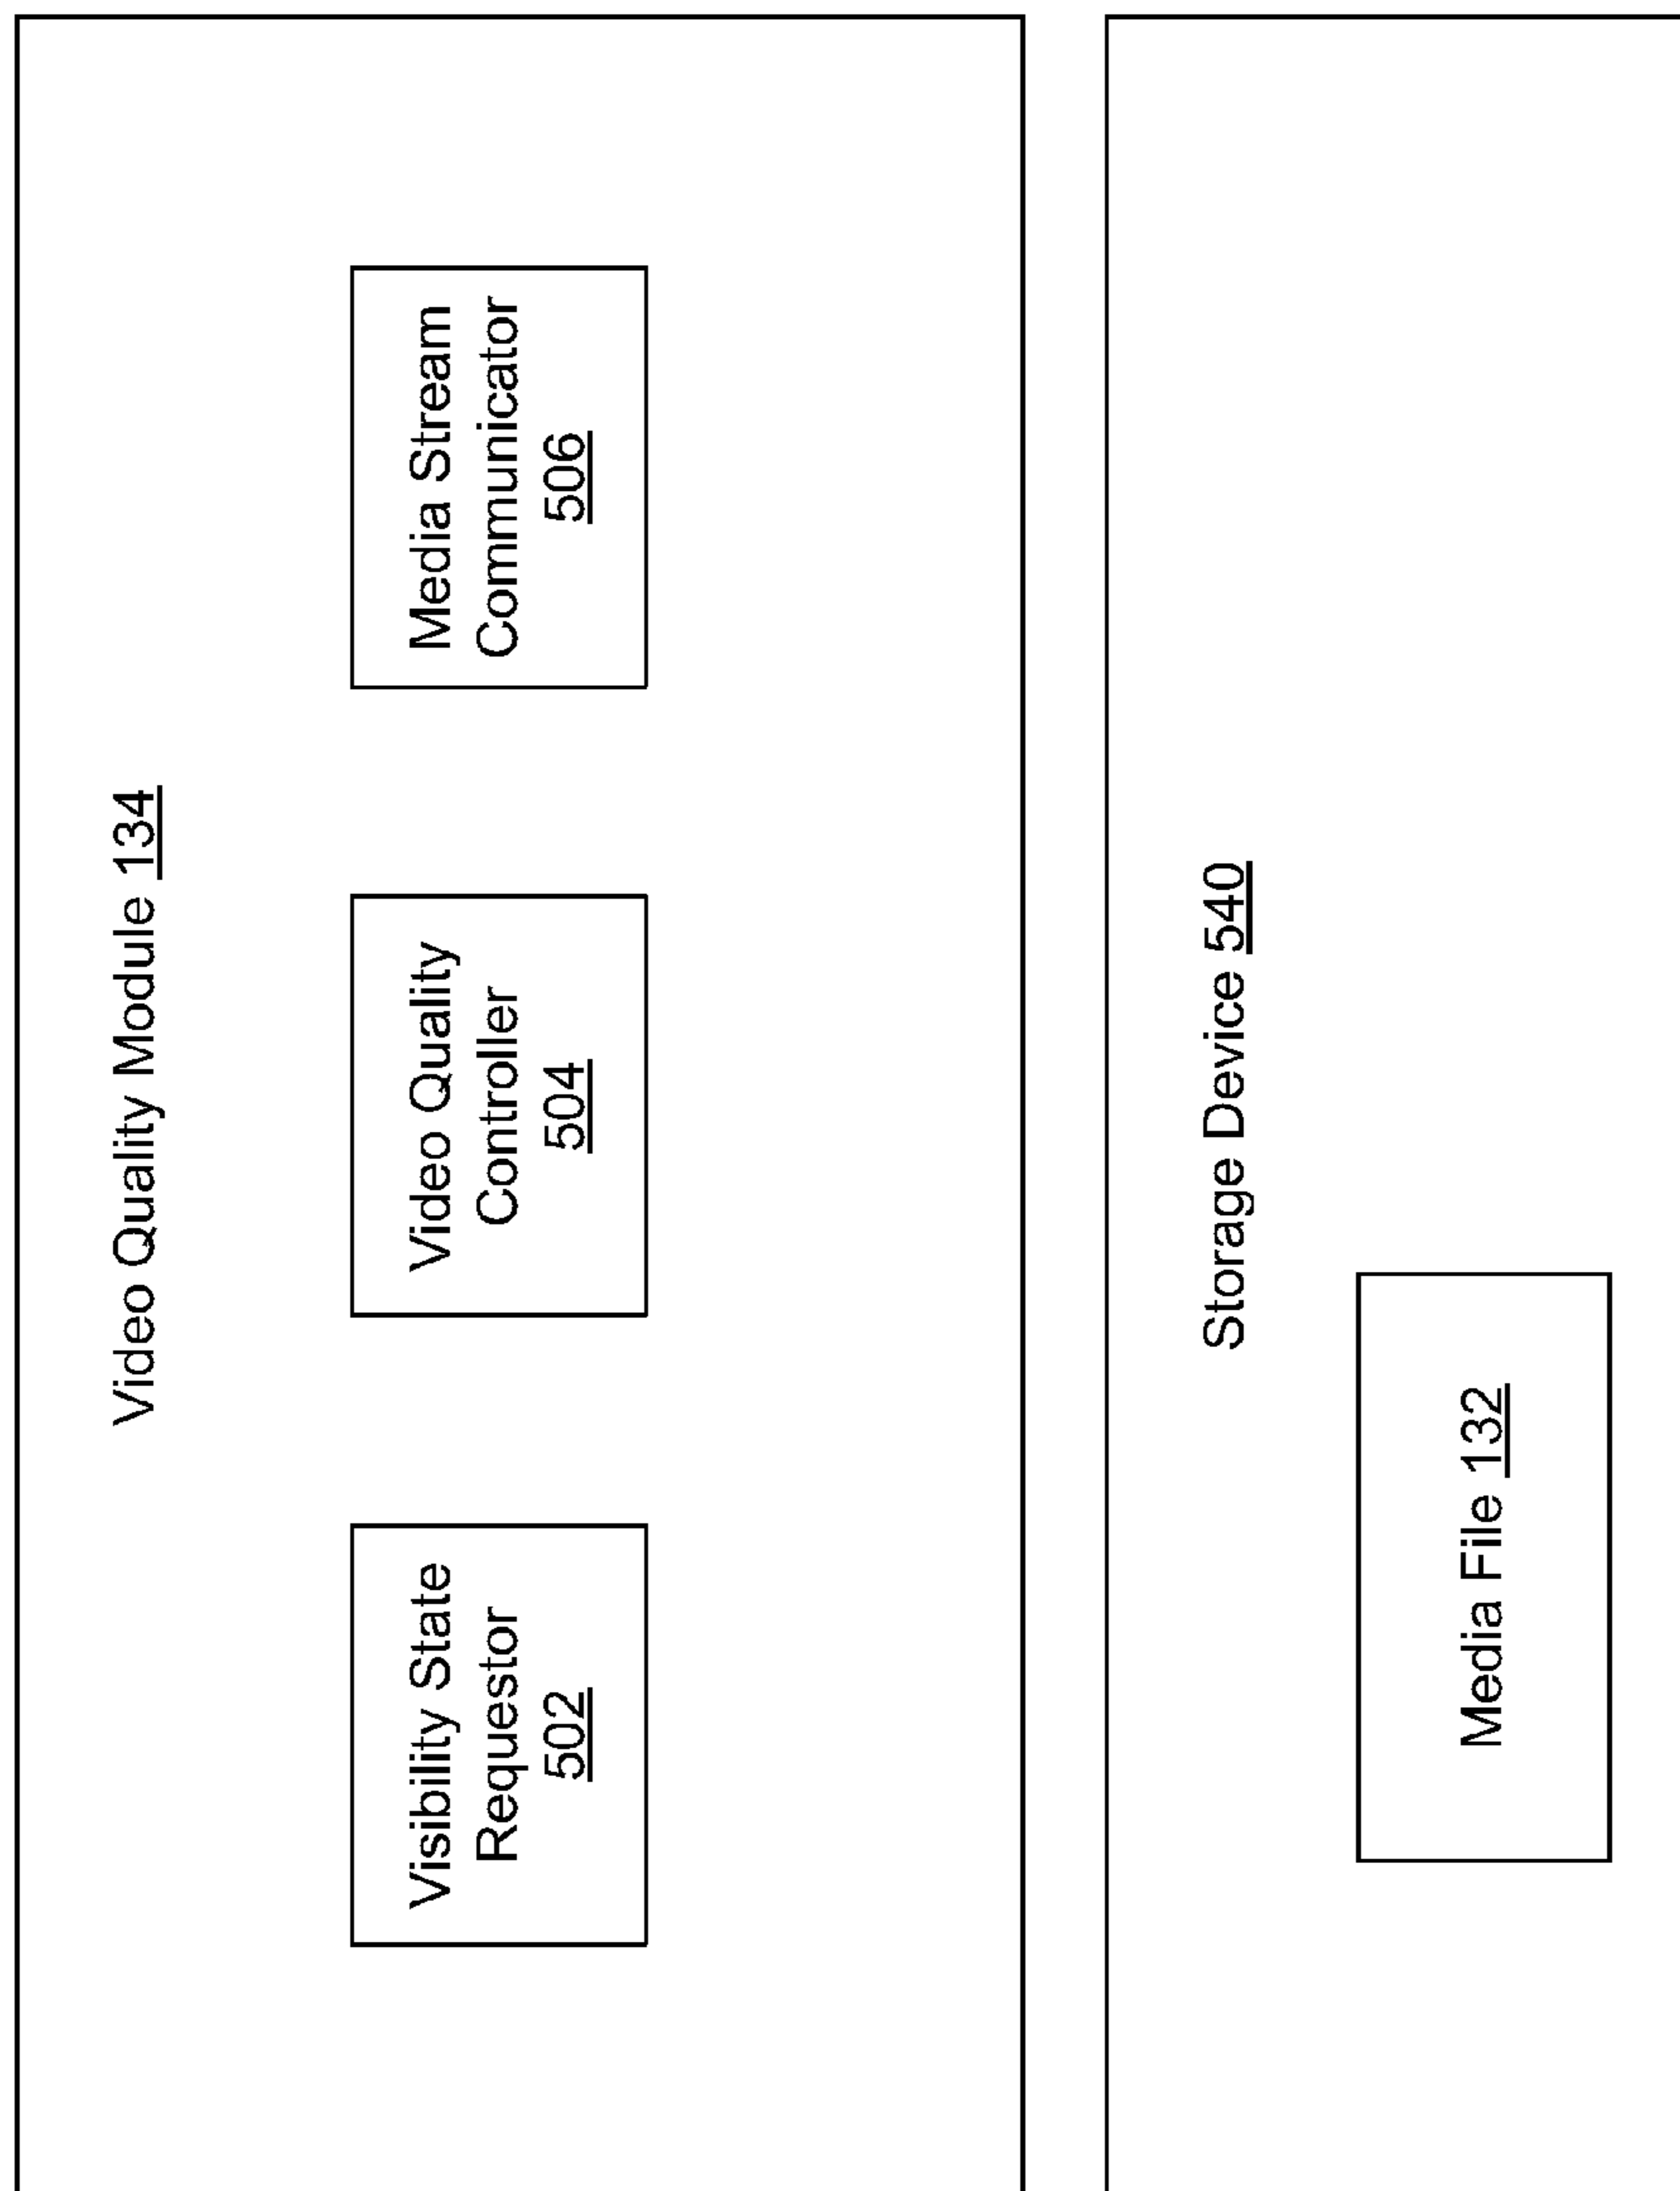 Video Quality Module 134
Visibility State
Requestor
502
Video Quality
Controller
504
Media Stream
Communicator
506
Storage Device 540
Media File 132